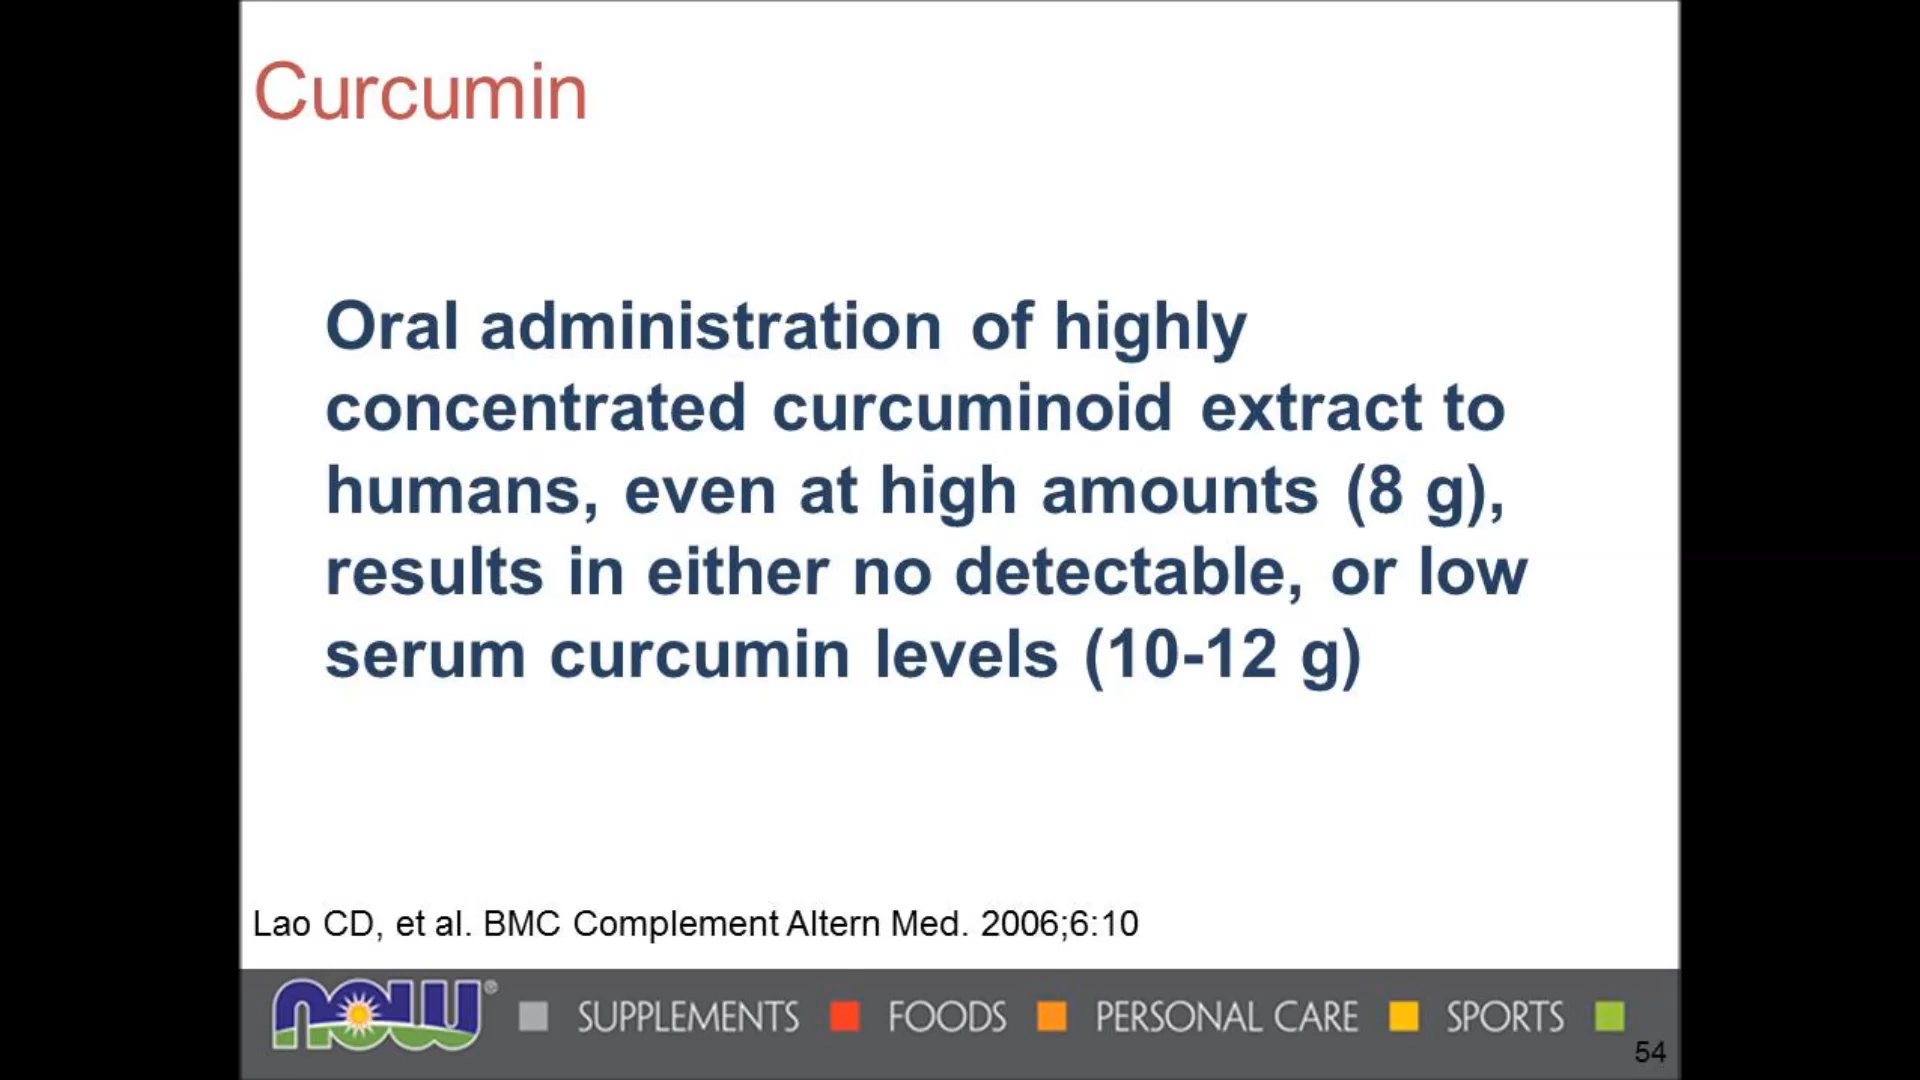 Curcumin
Oral administration of highly
concentrated curcuminoid extract to
humans, even at high amounts (8 g),
results in either no detectable, or low
serum curcumin levels (10-12 g)
Lao CD, et al. BMC Complement Altern Med. 2006;6:10
NOW® SUPPLEMENTS FOODS PERSONAL CARE SPORTS
54